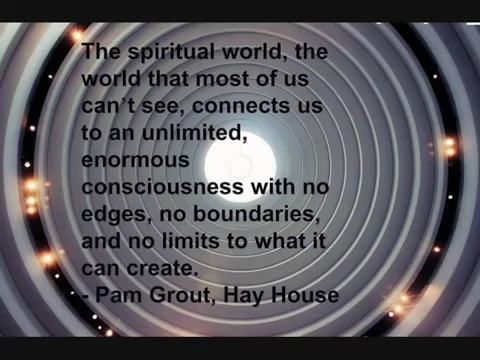 The spiritual world, the
world that most of us
can't see, connects us
to an unlimited,
enormous
consciousness with no
edges, no boundaries,
and no limits to what it
can create.
- Pam Grout, Hay House